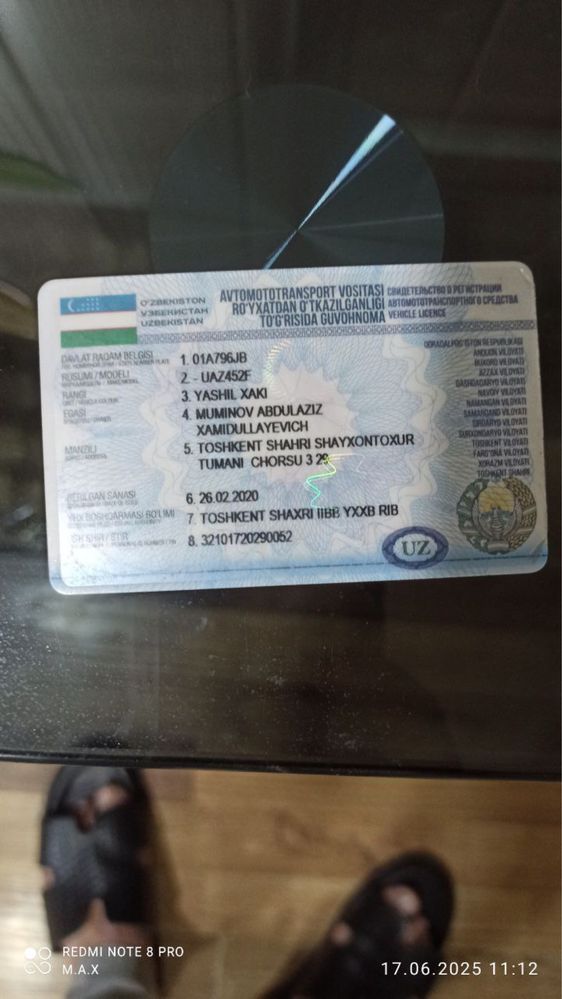 O'ZBEKISTON
ЎЗБЕКИСТАН
UZBEKISTAN
AVTOMOTOTRANSPORT VOSITASI
RO'YXATDAN O'TKAZILGANLIGI
TO'G'RISIDA GUVOHNOMA
СВИДЕТЕЛЬСТВО О РЕГИСТРАЦИИ
АВТОМОТОТРАНСПОРТНОГО СРЕДСТВА
VEHICLE LICENCE
DAVLAT RAQAM BELGISI 1. 01A796JB
RUSUMI / MODELI 2. - UAZ452F
RANGI 3. YASHIL XAKI
EGASI 4. MUMINOV ABDULAZIZ
XAMIDULLAYEVICH
MANZILI 5. TOSHKENT SHAHRI SHAYXONTOXUR
TUMANI CHORSU 3 29
BERILGAN SANASI 6. 26.02.2020
YHX BOSHQARMASI BO'LIMI 7. TOSHKENT SHAXRI IIBB YXXB RIB
SH.SH.I.R / STIR 8. 32101720290052
QORAQALPOG'ISTON RESPUBLIKASI
ANDIJON VILOYATI
BUXORO VILOYATI
JIZZAX VILOYATI
QASHQADARYO VILOYATI
NAVOIY VILOYATI
NAMANGAN VILOYATI
SAMARQAND VILOYATI
SIRDARYO VILOYATI
SURXONDARYO VILOYATI
TOSHKENT VILOYATI
FARG'ONA VILOYATI
XORAZM VILOYATI
TOSHKENT SHAHRI
UZ
REDMI NOTE 8 PRO
M.A.X
17.06.2025 11:12